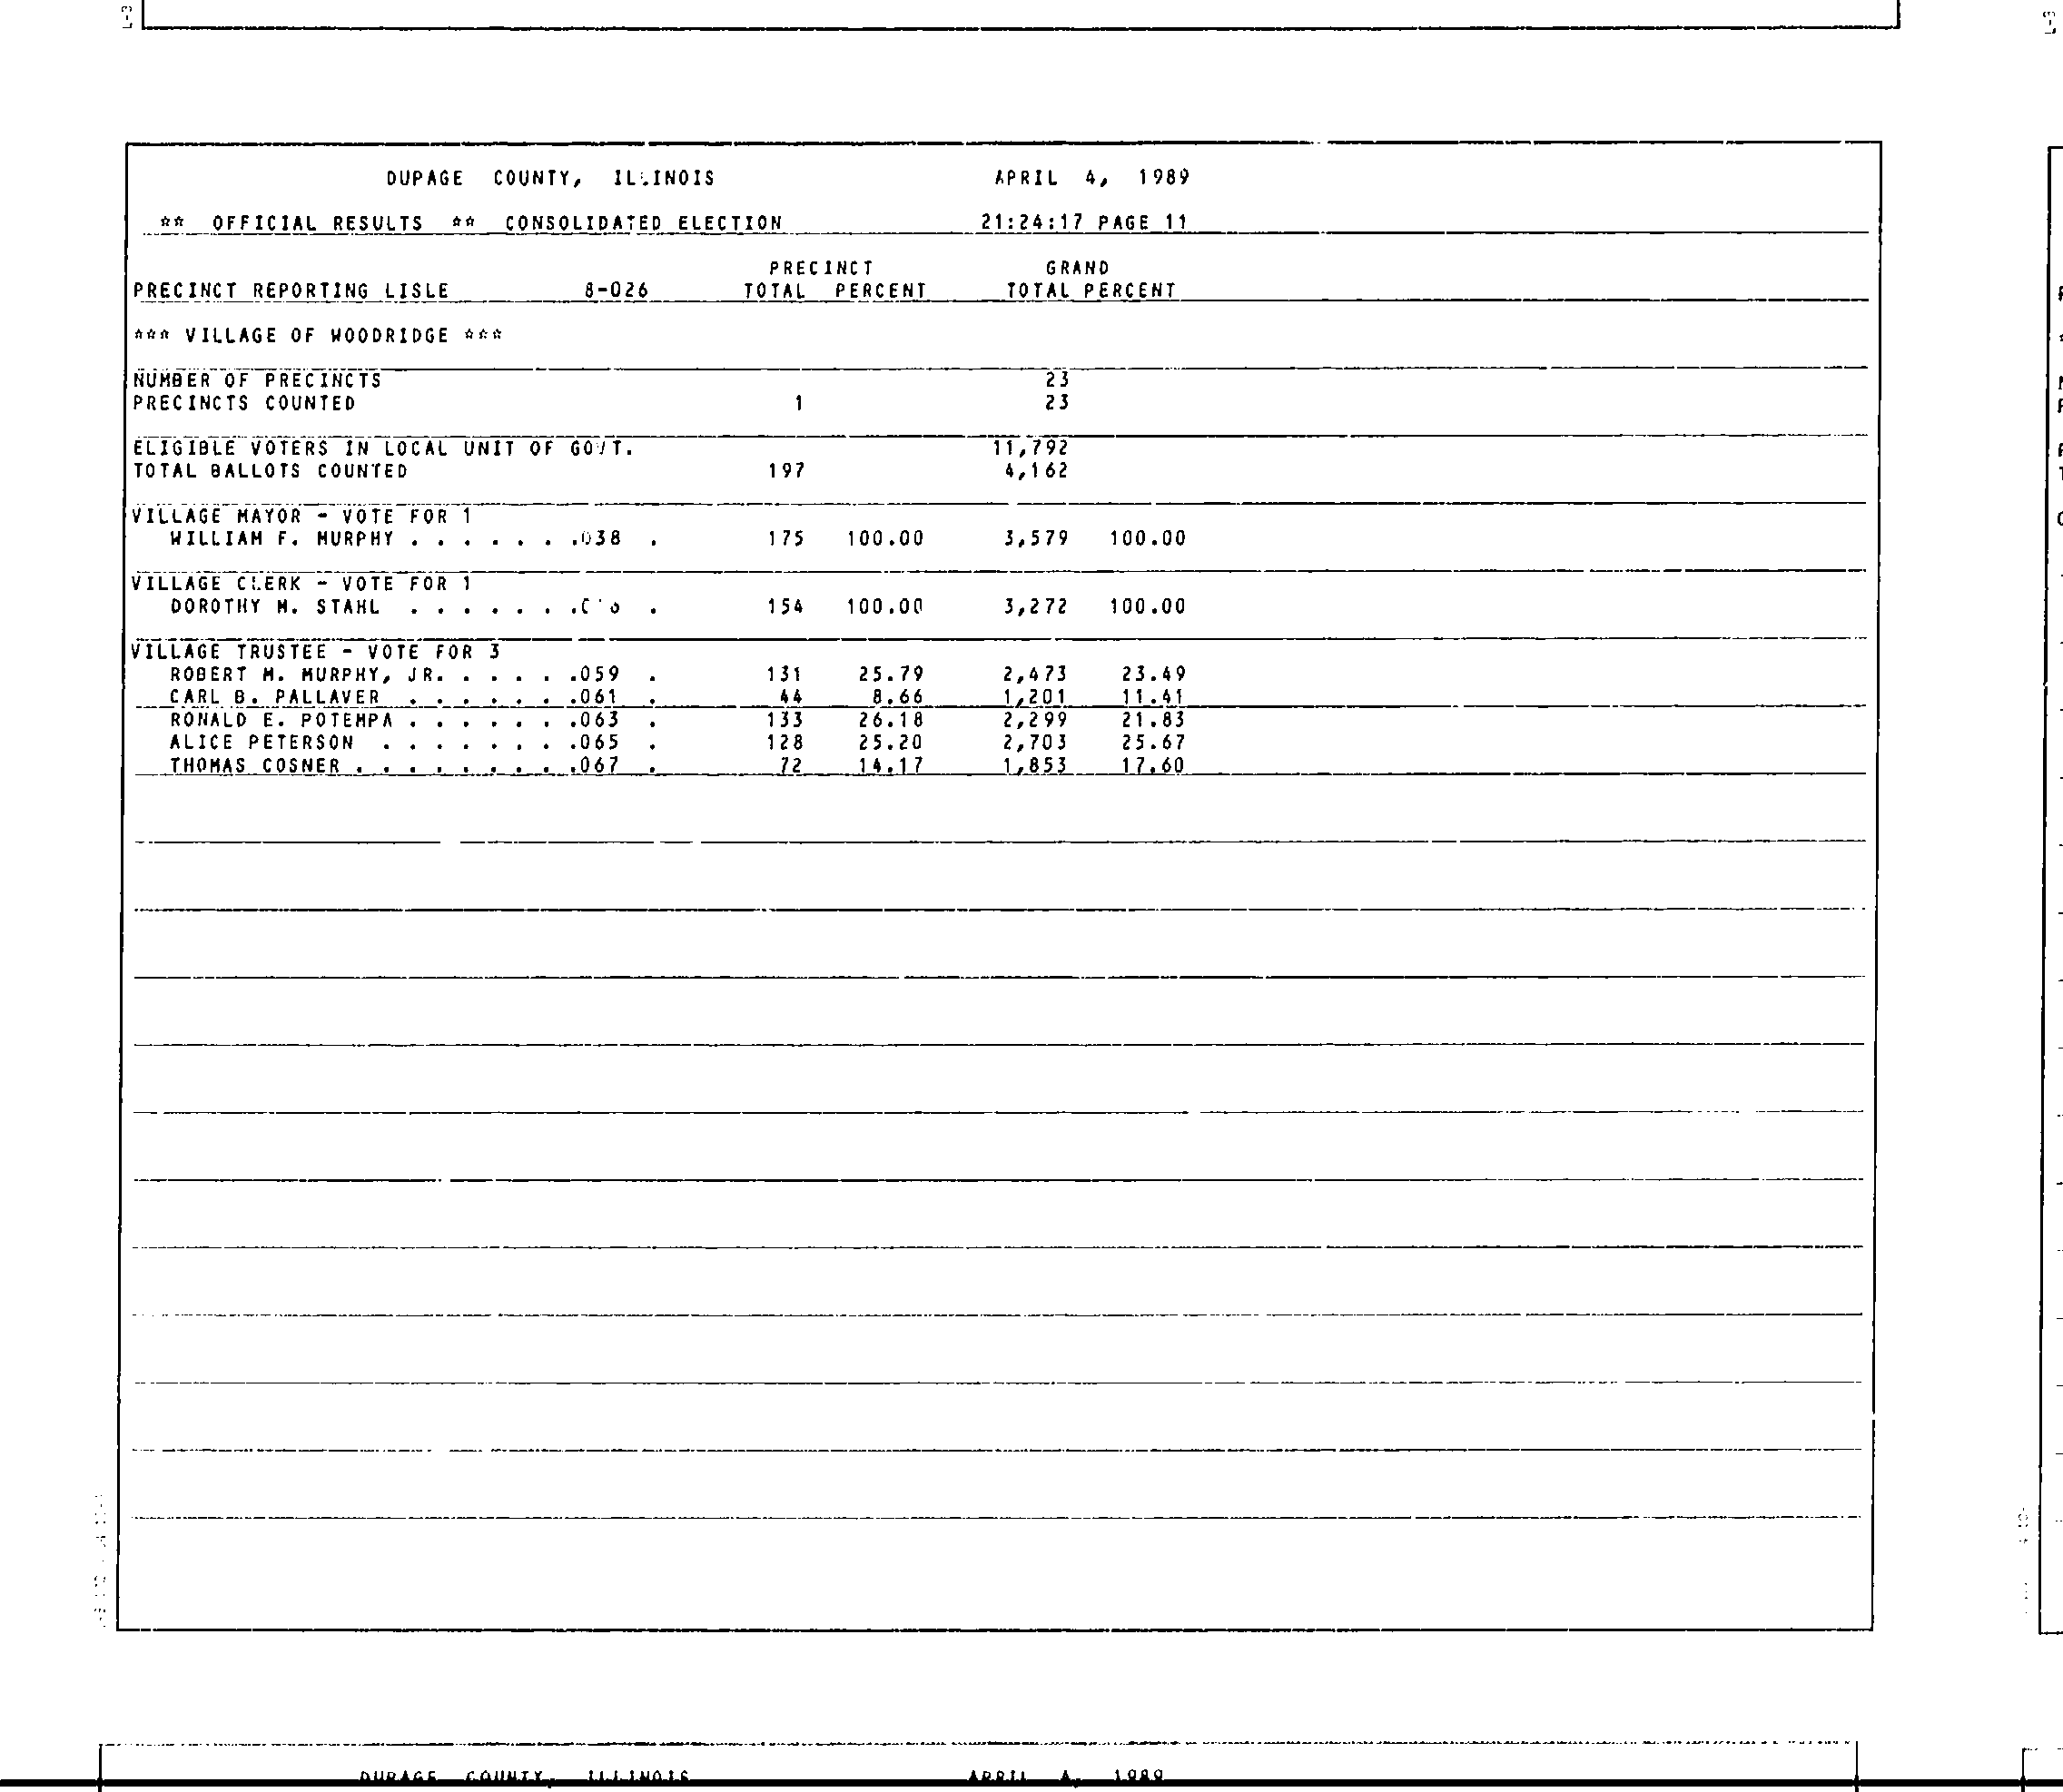 DUPAGE COUNTY, ILLINOIS APRIL 4, 1989
** OFFICIAL RESULTS ** CONSOLIDATED ELECTION 21:24:17 PAGE 11
PRECINCT GRAND
PRECINCT REPORTING LISLE 8-026 TOTAL PERCENT TOTAL PERCENT
*** VILLAGE OF WOODRIDGE ***
NUMBER OF PRECINCTS 23
PRECINCTS COUNTED 1 23
ELIGIBLE VOTERS IN LOCAL UNIT OF GOVT. 11,792
TOTAL BALLOTS COUNTED 197 4,162
VILLAGE MAYOR - VOTE FOR 1
WILLIAM F. MURPHY . . . . . . .038 . 175 100.00 3,579 100.00
VILLAGE CLERK - VOTE FOR 1
DOROTHY M. STAHL . . . . . . . 154 100.00 3,272 100.00
VILLAGE TRUSTEE - VOTE FOR 3
ROBERT M. MURPHY, JR. . . . . .059 . 131 25.79 2,473 23.49
CARL B. PALLAVER . . . . . . .061 . 44 8.66 1,201 11.41
RONALD E. POTEMPA . . . . . . .063 . 133 26.18 2,299 21.83
ALICE PETERSON . . . . . . . .065 . 128 25.20 2,703 25.67
THOMAS COSNER . . . . . . . . .067 . 72 14.17 1,853 17.60
DUPAGE COUNTY, ILLINOIS APRIL 4, 1989